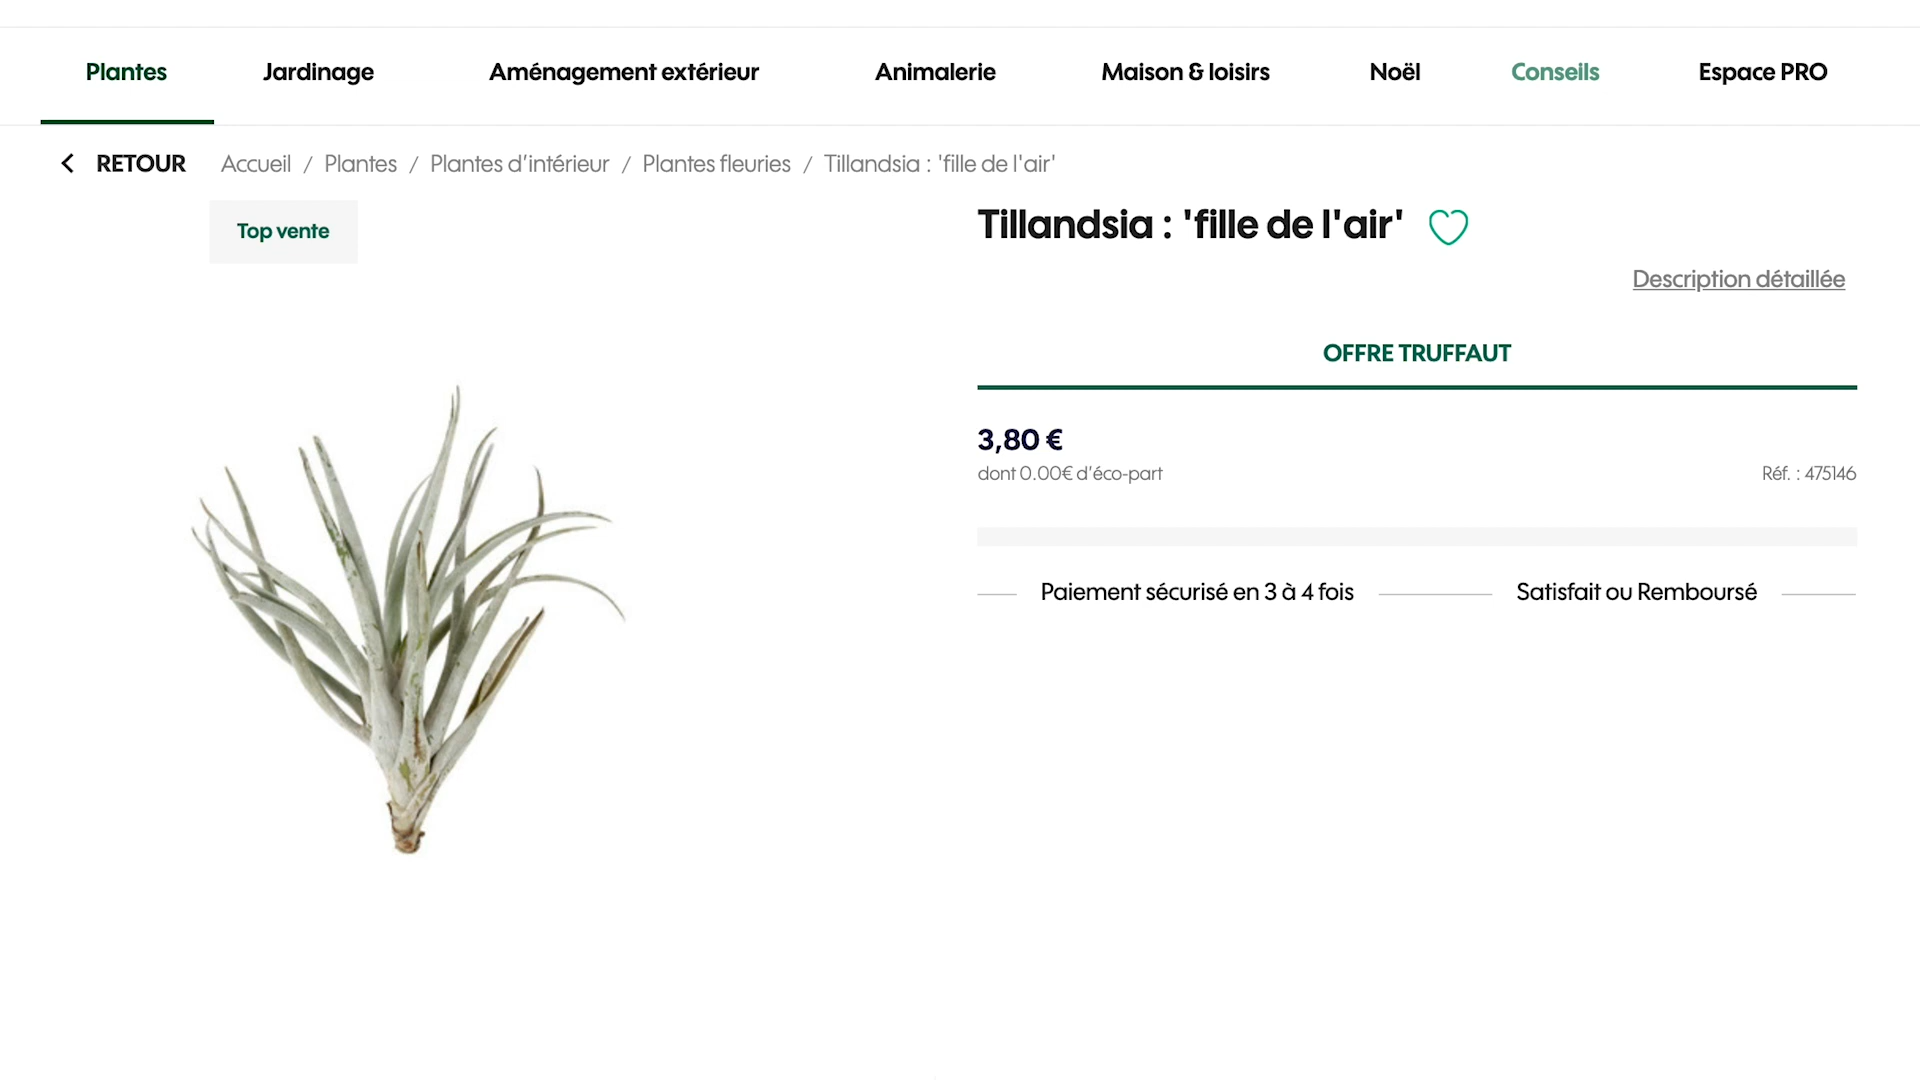 Plantes Jardinage Aménagement extérieur Animalerie Maison & loisirs Noël Conseils Espace PRO
RETOUR Accueil / Plantes / Plantes d’intérieur / Plantes fleuries / Tillandsia : 'fille de l'air'
Top vente
Tillandsia : 'fille de l'air'
Description détaillée
OFFRE TRUFFAUT
3,80 €
dont 0.00€ d’éco-part
Réf. : 475146
Paiement sécurisé en 3 à 4 fois
Satisfait ou Remboursé